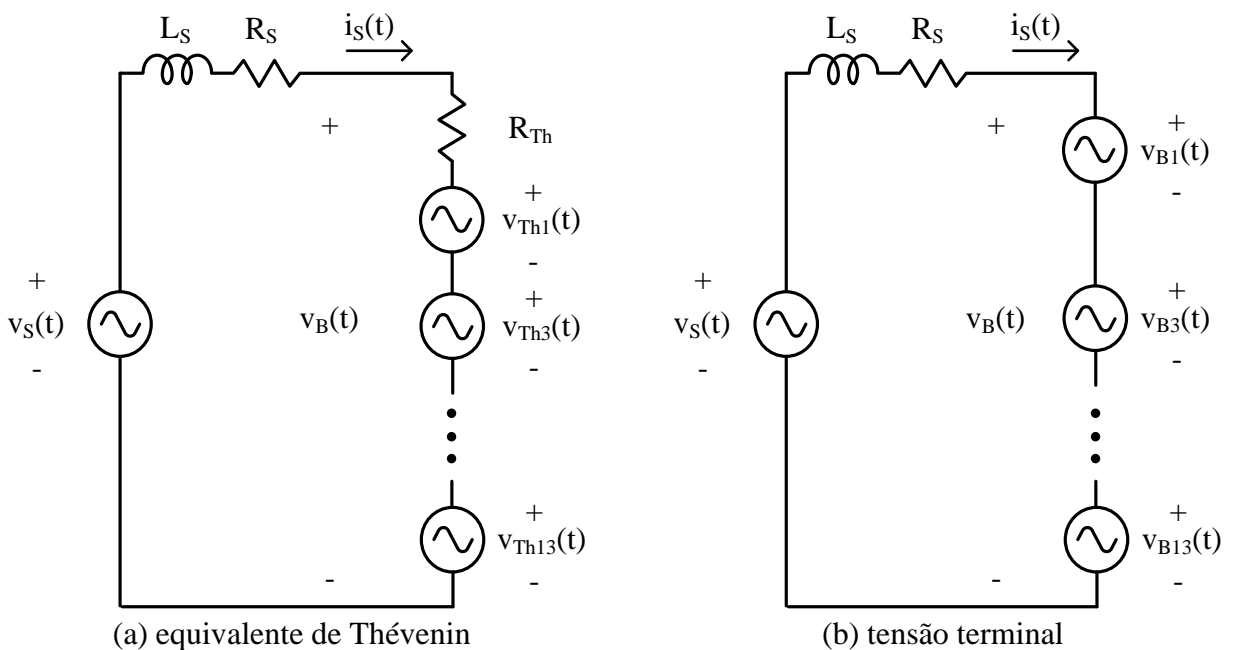 L_S R_S i_S(t)
+
R_Th
+
v_Th1(t)
-
+
v_S(t)
-
v_B(t)
+
v_Th3(t)
-
+
v_Th13(t)
-
-
(a) equivalente de Thévenin
L_S R_S i_S(t)
+
+
v_B1(t)
-
+
v_S(t)
-
v_B(t)
+
v_B3(t)
-
+
v_B13(t)
-
-
(b) tensão terminal